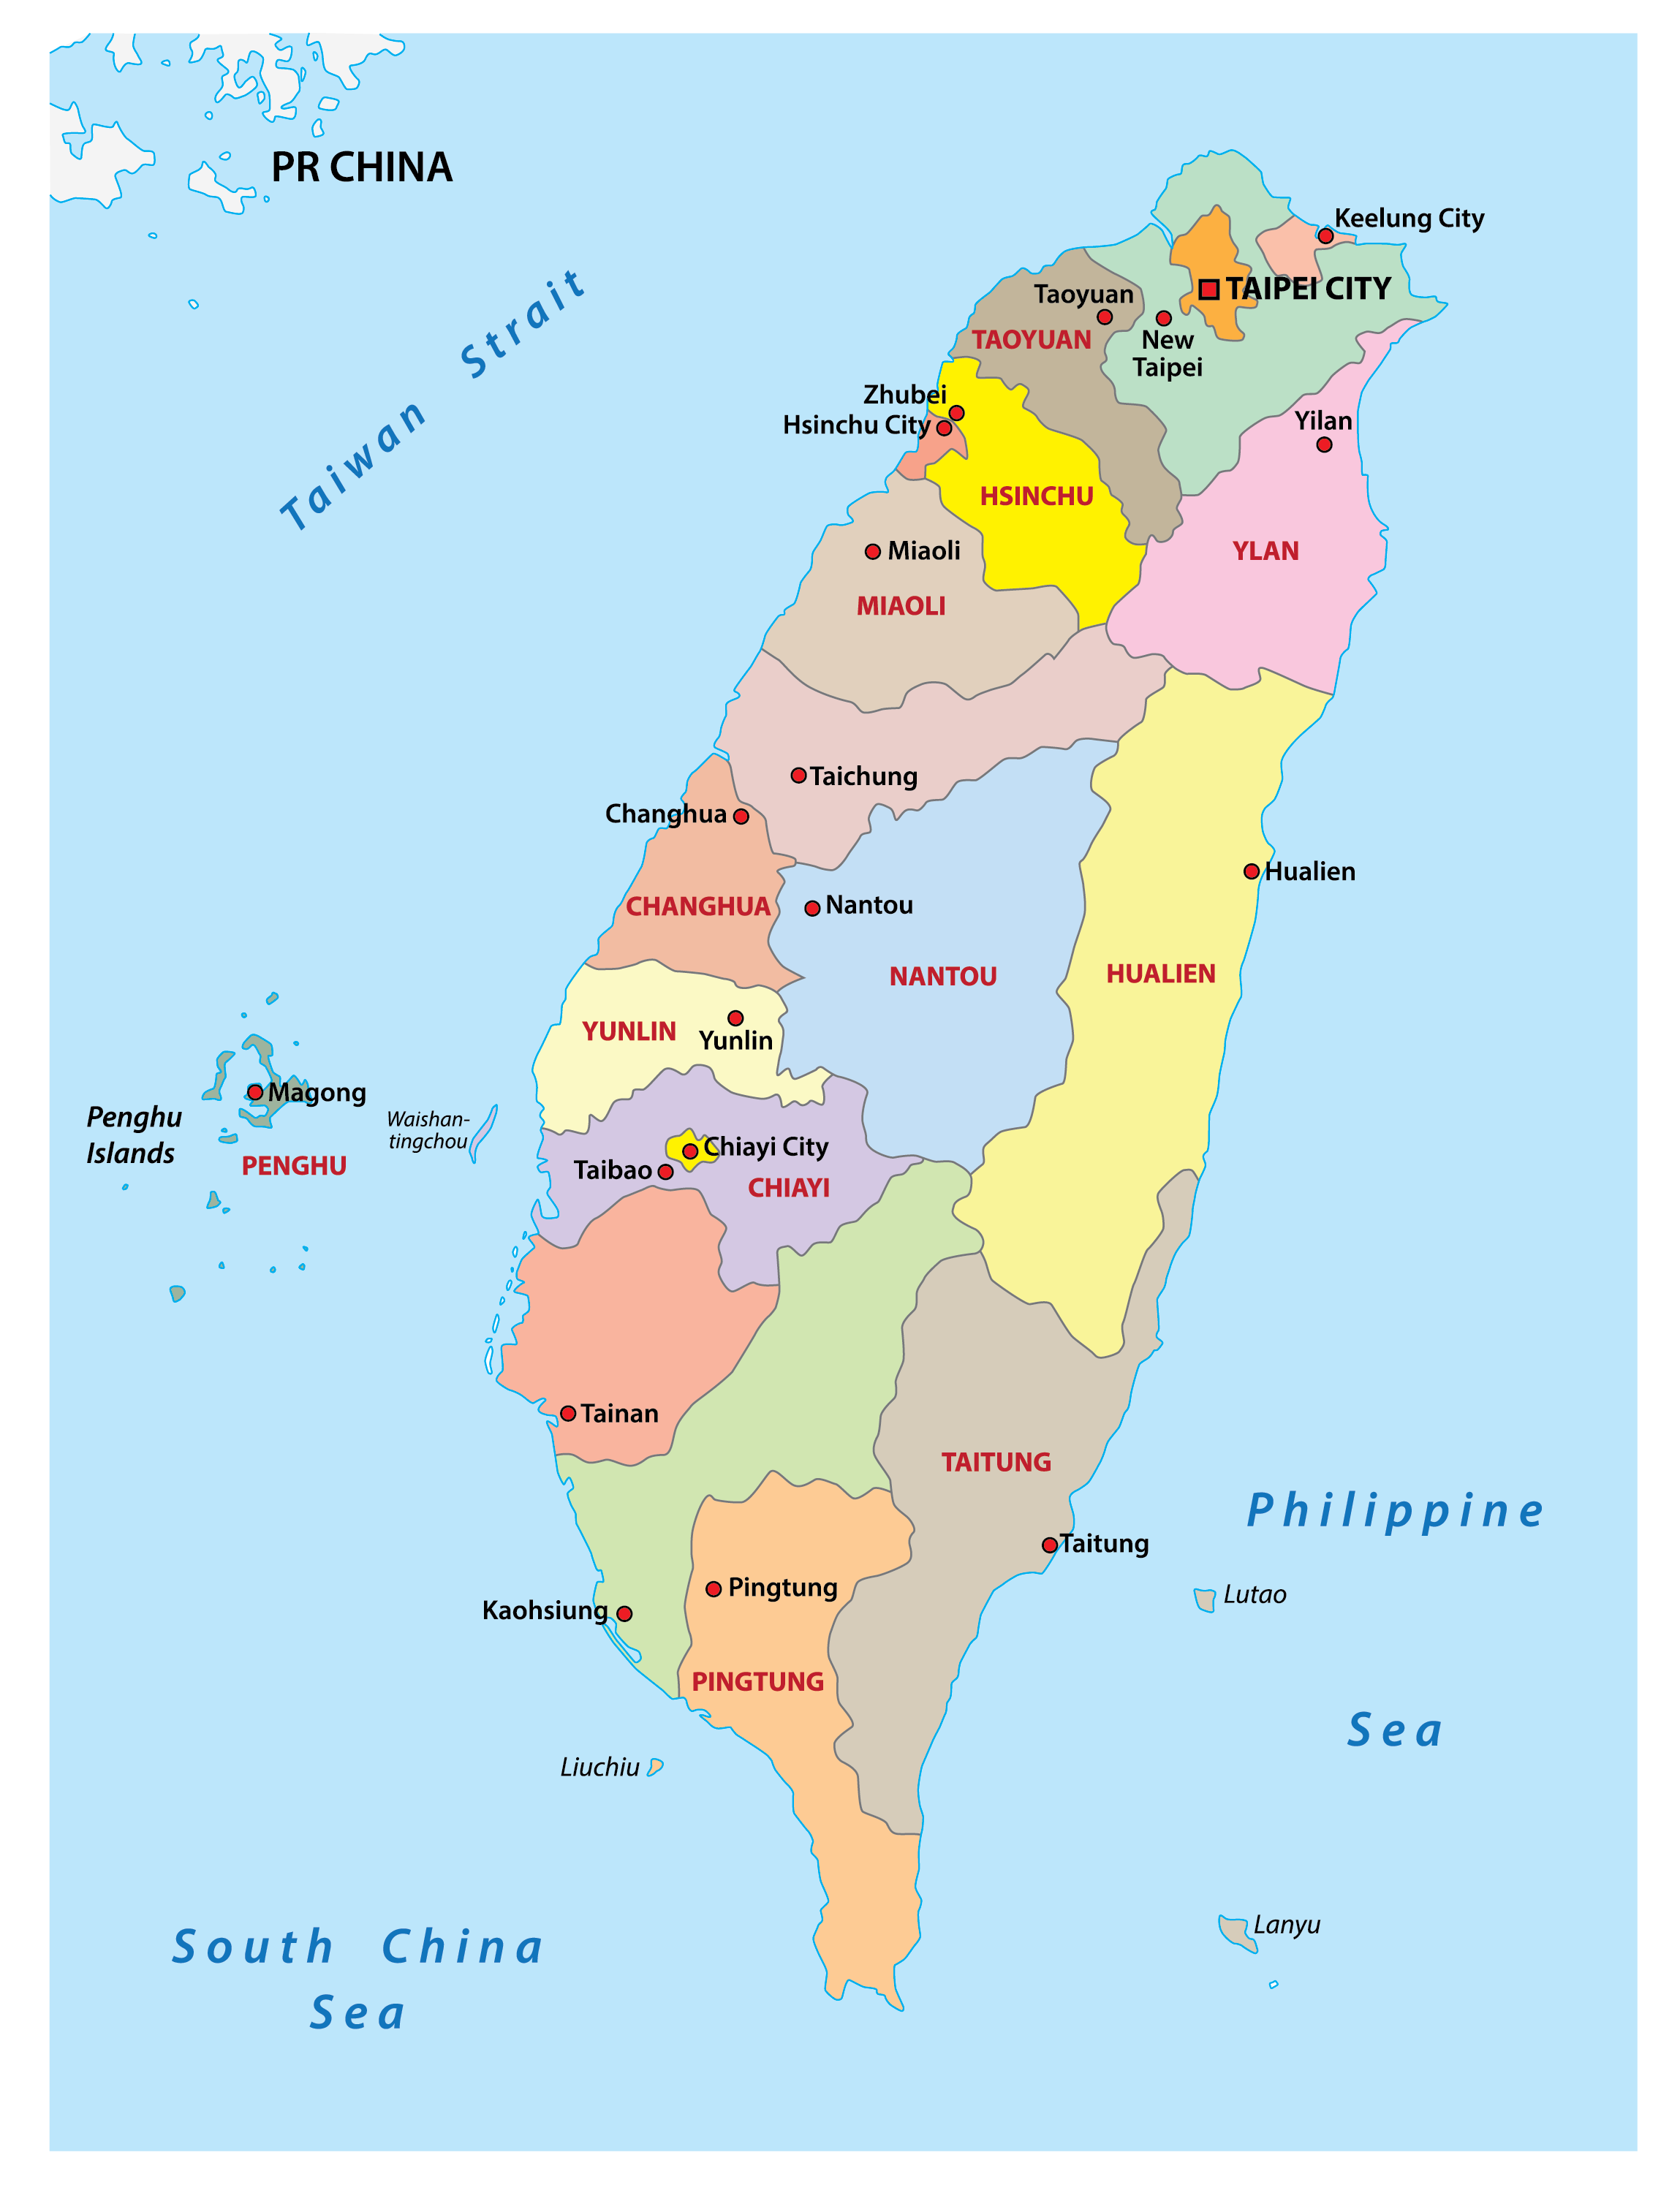 PR CHINA
Keelung City
TAIPEI CITY
Taoyuan
TAOYUAN
New
Taipei
Taiwan Strait
Zhubei
Hsinchu City
Yilan
HSINCHU
YLAN
Miaoli
MIAOLI
Taichung
Changhua
Hualien
CHANGHUA
Nantou
NANTOU
HUALIEN
YUNLIN
Yunlin
Magong
Penghu
Islands
PENGHU
Waishan-
tingchou
Chiayi City
Taibao
CHIAYI
Tainan
TAITUNG
Philippine
Sea
Taitung
Pingtung
Kaohsiung
Lutao
PINGTUNG
Liuchiu
Lanyu
South China
Sea